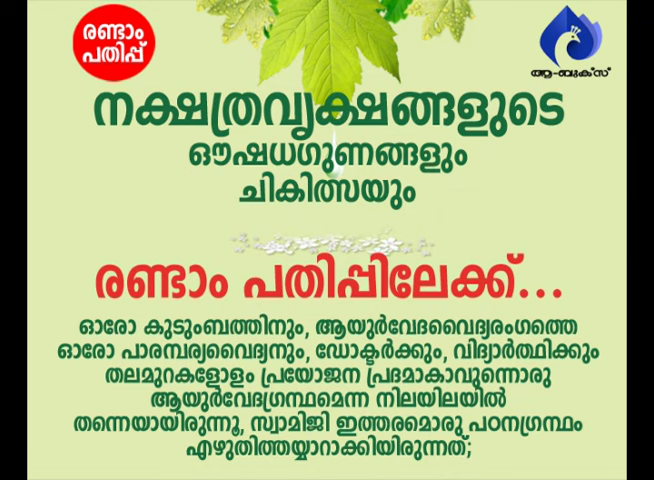 രണ്ടാം
പതിപ്പ്
ആ-ബുക്സ്
നക്ഷത്രവൃക്ഷങ്ങളുടെ
ഔഷധഗുണങ്ങളും
ചികിത്സയും
രണ്ടാം പതിപ്പിലേക്ക്...
ഓരോ കുടുംബത്തിനും, ആയുർവേദവൈദ്യരംഗത്തെ
ഓരോ പാരമ്പര്യവൈദ്യനും, ഡോക്ടർക്കും, വിദ്യാർത്ഥിക്കും
തലമുറകളോളം പ്രയോജന പ്രദമാകാവുന്നൊരു
ആയുർവേദഗ്രന്ഥമെന്ന നിലയിലയിൽ
തന്നെയായിരുന്നൂ, സ്വാമിജി ഇത്തരമൊരു പഠനഗ്രന്ഥം
എഴുതിത്തയ്യാറാക്കിയിരുന്നത്;